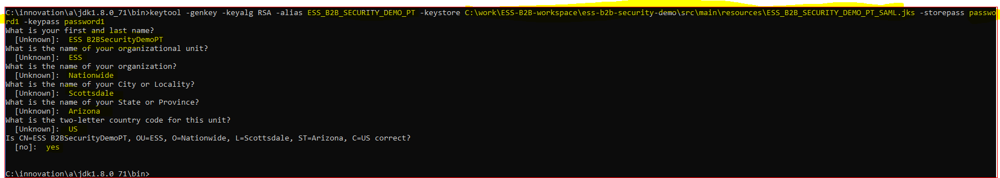 C:\innovation\a\jdk1.8.0_71\bin>keytool -genkey -keyalg RSA -alias ESS_B2B_SECURITY_DEMO_PT -keystore C:\work\ESS-B2B-workspace\ess-b2b-security-demo\src\main\resources\ESS_B2B_SECURITY_DEMO_PT_SAML.jks -storepass passwo
rd1 -keypass password1
What is your first and last name?
  [Unknown]:  ESS B2BSecurityDemoPT
What is the name of your organizational unit?
  [Unknown]:  ESS
What is the name of your organization?
  [Unknown]:  Nationwide
What is the name of your City or Locality?
  [Unknown]:  Scottsdale
What is the name of your State or Province?
  [Unknown]:  Arizona
What is the two-letter country code for this unit?
  [Unknown]:  US
Is CN=ESS B2BSecurityDemoPT, OU=ESS, O=Nationwide, L=Scottsdale, ST=Arizona, C=US correct?
  [no]:  yes
C:\innovation\a\jdk1.8.0_71\bin>